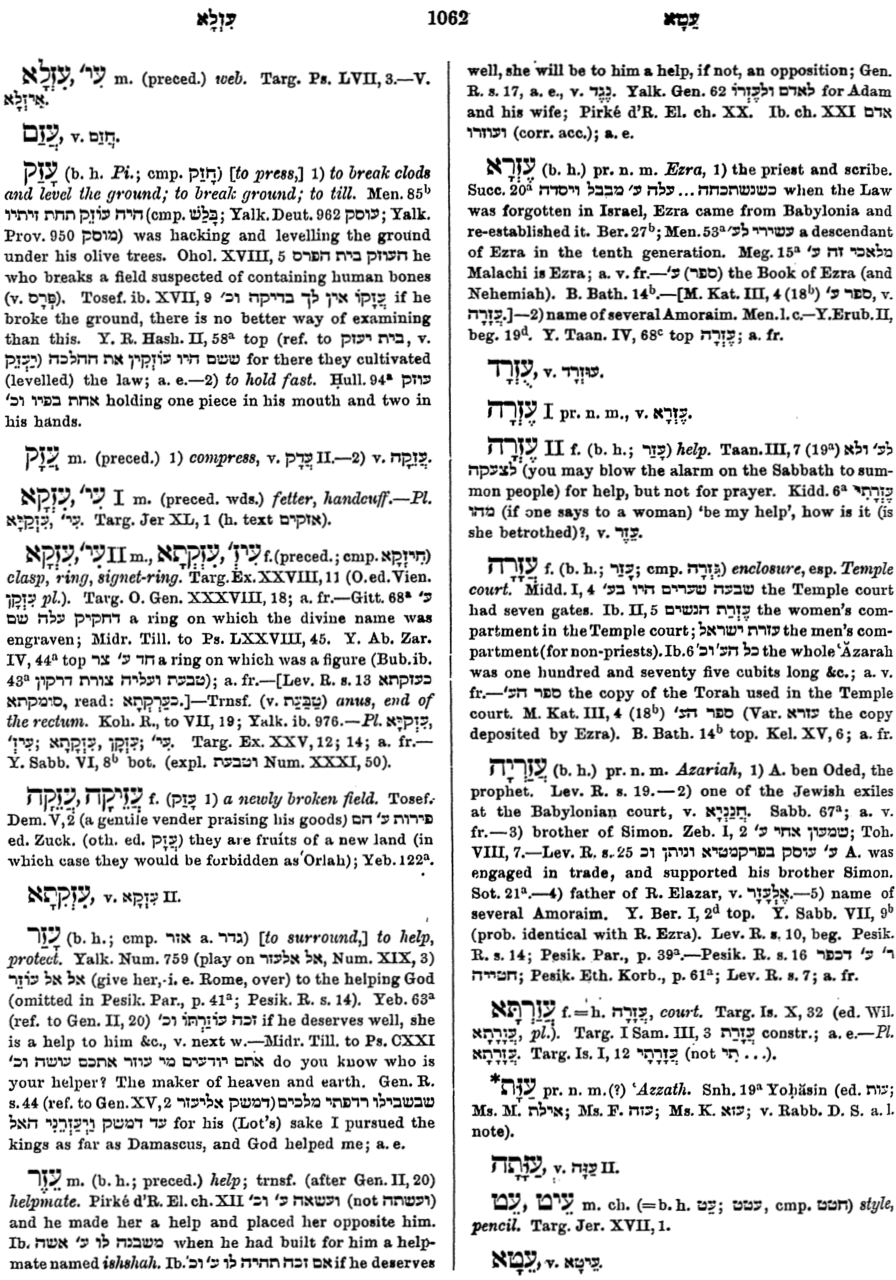 עִזְלָא 1062 עֵטָא
עִזְלָא, עִי׳ m. (preced.) web. Targ. Ps. LVII, 3.—V.
אִיזְלָא.
עֲזַם, v. חֲזַם.
עָזַק (b. h. Pi.; cmp. חָזַק) [to press,] 1) to break clods
and level the ground; to break ground; to till. Men. 85b
היה עוֹזֵק תחת זיתיו (cmp. בָּלַשׁ; Yalk. Deut. 962 עוסק; Yalk.
Prov. 950 מוסק) was hacking and levelling the ground
under his olive trees. Ohol. XVIII, 5 העוזק בית הפרס he
who breaks a field suspected of containing human bones
(v. פְּרָס). Tosef. ib. XVII, 9 עֲזָקוֹ אין לך בדיקה וכ׳ if he
broke the ground, there is no better way of examining
than this. Y. R. Hash. II, 58a top (ref. to בית יעזק, v.
יַעְזֵק) ששם היו עוֹזְקִין את ההלכה for there they cultivated
(levelled) the law; a. e.—2) to hold fast. Ḥull. 94a עוזק
אחת בפיו וכ׳ holding one piece in his mouth and two in
his hands.
עֲזָק m. (preced.) 1) compress, v. עֲדָק II.—2) v. עֲזָקָה.
עִזְקָא, עִי׳ I m. (preced. wds.) fetter, handcuff.—Pl.
עִזְקַיָּא, עִי׳. Targ. Jer XL, 1 (h. text אזקים).
עִזְקָא, עִי׳ II m., עִזְקְתָא, עִיזְ׳ f. (preced.; cmp. חִיזְקָא)
clasp, ring, signet-ring. Targ. Ex. XXVIII, 11 (O. ed. Vien.
עִזְקָן pl.). Targ. O. Gen. XXXVIII, 18; a. fr.—Gitt. 68a ע׳
דחקיק עלה שם a ring on which the divine name was
engraven; Midr. Till. to Ps. LXXVIII, 45. Y. Ab. Zar.
IV, 44a top חד ע׳ צר a ring on which was a figure (Bub. ib.
43a טבעת ועליה צורת דרקון); a. fr.—[Lev. R. s. 13 כעזקתא
סומקתא, read: כְּעַרְקְתָא.]—Trnsf. (v. טַבַּעַת) anus, end of
the rectum. Koh. R., to VII, 19; Yalk. ib. 976.—Pl. עִזְקַיָּא,
עִיזְ׳; עִזְקָתָא, עִזְקָן; עִי׳. Targ. Ex. XXV, 12; 14; a. fr.—
Y. Sabb. VI, 8b bot. (expl. וטבעת Num. XXXI, 50).
עֲזֵקָה, עֲזֵיקָה f. (עָזַק 1) a newly broken field. Tosef.
Dem. V, 2 (a gentile vender praising his goods) פירות ע׳ הם
ed. Zuck. (oth. ed. עָזֵק) they are fruits of a new land (in
which case they would be forbidden as ʿOrlah); Yeb. 122a.
עִזְקִתָא, v. עִזְקָא II.
עָזַר (b. h.; cmp. אזר a. גדר) [to surround,] to help,
protect. Yalk. Num. 759 (play on אל אלעזר, Num. XIX, 3)
אל אל עוֹזֵר (give her, i. e. Rome, over) to the helping God
(omitted in Pesik. Par., p. 41a; Pesik. R. s. 14). Yeb. 63a
(ref. to Gen. II, 20) זכה עוֹזַרְתּוֹ וכ׳ if he deserves well, she
is a help to him &c., v. next w.—Midr. Till. to Ps. CXXI
אתם יודעים מי עוזר אתכם עושה וכ׳ do you know who is
your helper? The maker of heaven and earth. Gen. R.
s. 44 (ref. to Gen. XV, 2 דמשק אליעזר) שבשבילו רדפתי מלכים
עד דמשק וַיַּעְזְרֵנִי האל for his (Lot's) sake I pursued the
kings as far as Damascus, and God helped me; a. e.
עֵזֶר m. (b. h.; preced.) help; trnsf. (after Gen. II, 20)
helpmate. Pirké d'R. El. ch. XII ועשאה ע׳ וכ׳ (not ועשתה)
and he made her a help and placed her opposite him.
Ib. משבנה לו ע׳ אשה when he had built for him a help-
mate named ishshah. Ib. אם זכה תהיה לו ע׳ וכ׳ if he deserves
well, she will be to him a help, if not, an opposition; Gen.
R. s. 17, a. e., v. נֶגֶד. Yalk. Gen. 62 לאדם ולעֶזְרוֹ for Adam
and his wife; Pirké d'R. El. ch. XX. Ib. ch. XXI אדם
ועוזרו (corr. acc.); a. e.
עֶזְרָא (b. h.) pr. n. m. Ezra, 1) the priest and scribe.
Succ. 20a כשנשתכחה ... עלה ע׳ מבבל ויסדה when the Law
was forgotten in Israel, Ezra came from Babylonia and
re-established it. Ber. 27b; Men. 53a עשירי לע׳ a descendant
of Ezra in the tenth generation. Meg. 15a מלאכי זה ע׳
Malachi is Ezra; a. v. fr.—ע׳ (ספר) the Book of Ezra (and
Nehemiah). B. Bath. 14b.—[M. Kat. III, 4 (18b) ספר ע׳, v.
עֲזָרָה.]—2) name of several Amoraim. Men. l. c.—Y. Erub. II,
beg. 19d. Y. Taan. IV, 68c top עֶזְרָה; a. fr.
עֻזְרָד, v. עוּזְרָד.
עֶזְרָה I pr. n. m., v. עֶזְרָא.
עֶזְרָה II f. (b. h.; עָזַר) help. Taan. III, 7 (19a) לע׳ ולא
לצעקה (you may blow the alarm on the Sabbath to sum-
mon people) for help, but not for prayer. Kidd. 6a עֶזְרָתִי
מהו (if one says to a woman) 'be my help', how is it (is
she betrothed)?, v. עֵזֶר.
עֲזָרָה f. (b. h.; עָזַר; cmp. גְּזֵרָה) enclosure, esp. Temple
court. Midd. I, 4 שבעה שערים היו בע׳ the Temple court
had seven gates. Ib. II, 5 עֶזְרַת הנשים the women's com-
partment in the Temple court; עזרת ישראל the men's com-
partment (for non-priests). Ib. 6 כל הע׳ וכ׳ the whole ʿĂzarah
was one hundred and seventy five cubits long &c.; a. v.
fr.—ספר הע׳ the copy of the Torah used in the Temple
court. M. Kat. III, 4 (18b) ספר הע׳ (Var. עזרא the copy
deposited by Ezra). B. Bath. 14b top. Kel. XV, 6; a. fr.
עֲזַרְיָה (b. h.) pr. n. m. Azariah, 1) A. ben Oded, the
prophet. Lev. R. s. 19.—2) one of the Jewish exiles
at the Babylonian court, v. חֲנַנְיָא. Sabb. 67a; a. v.
fr.—3) brother of Simon. Zeb. I, 2 שמעון אחי ע׳; Toh.
VIII, 7.—Lev. R. s. 25 ע׳ עוסק בפרקמטיא וניתן וכ A. was
engaged in trade, and supported his brother Simon.
Sot. 21a.—4) father of R. Elazar, v. אֶלְעָזָר.—5) name of
several Amoraim. Y. Ber. I, 2d top. Y. Sabb. VII, 9b
(prob. identical with R. Ezra). Lev. R. s. 10, beg. Pesik.
R. s. 14; Pesik. Par., p. 39a.—Pesik. R. s. 16 ר׳ ע׳ דכפר
חטייה; Pesik. Eth. Korb., p. 61a; Lev. R. s. 7; a. fr.
עֲזַרְתָּא f.=h. עֲזָרָה, court. Targ. Is. X, 32 (ed. Wil.
עֲזָרָתָא, pl.). Targ. I Sam. III, 3 עֲזָרַת constr.; a. e.—Pl.
עֲזָרָתָא. Targ. Is. I, 12 עֲזָרָתִי (not תִּי ...).
*עַזָּת pr. n. m. (?) ʿAzzath. Snh. 19a Yoḥäsin (ed. עות;
Ms. M. אילת; Ms. F. עזה; Ms. K. עזא; v. Rabb. D. S. a. l.
note).
עַזָּתָה, v. עַזָּה II.
עֵט, עֵיט m. ch. (=b. h. עֵט; עטט, cmp. חטט) style,
pencil. Targ. Jer. XVII, 1.
עֵטָא, v. עֵיטָא.